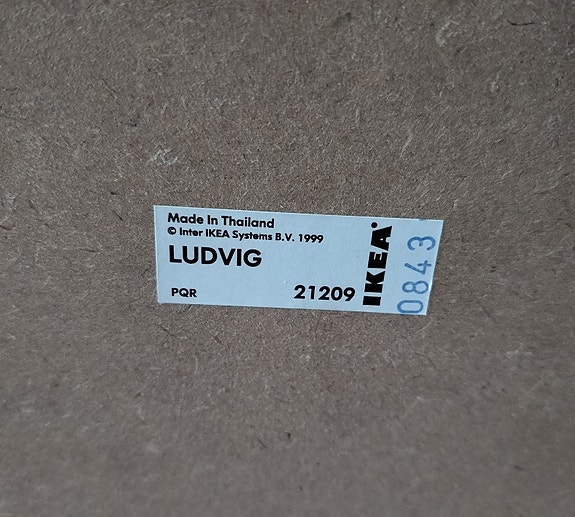 Made In Thailand
© Inter IKEA Systems B.V. 1999
LUDVIG
PQR 21209
IKEA®
0843